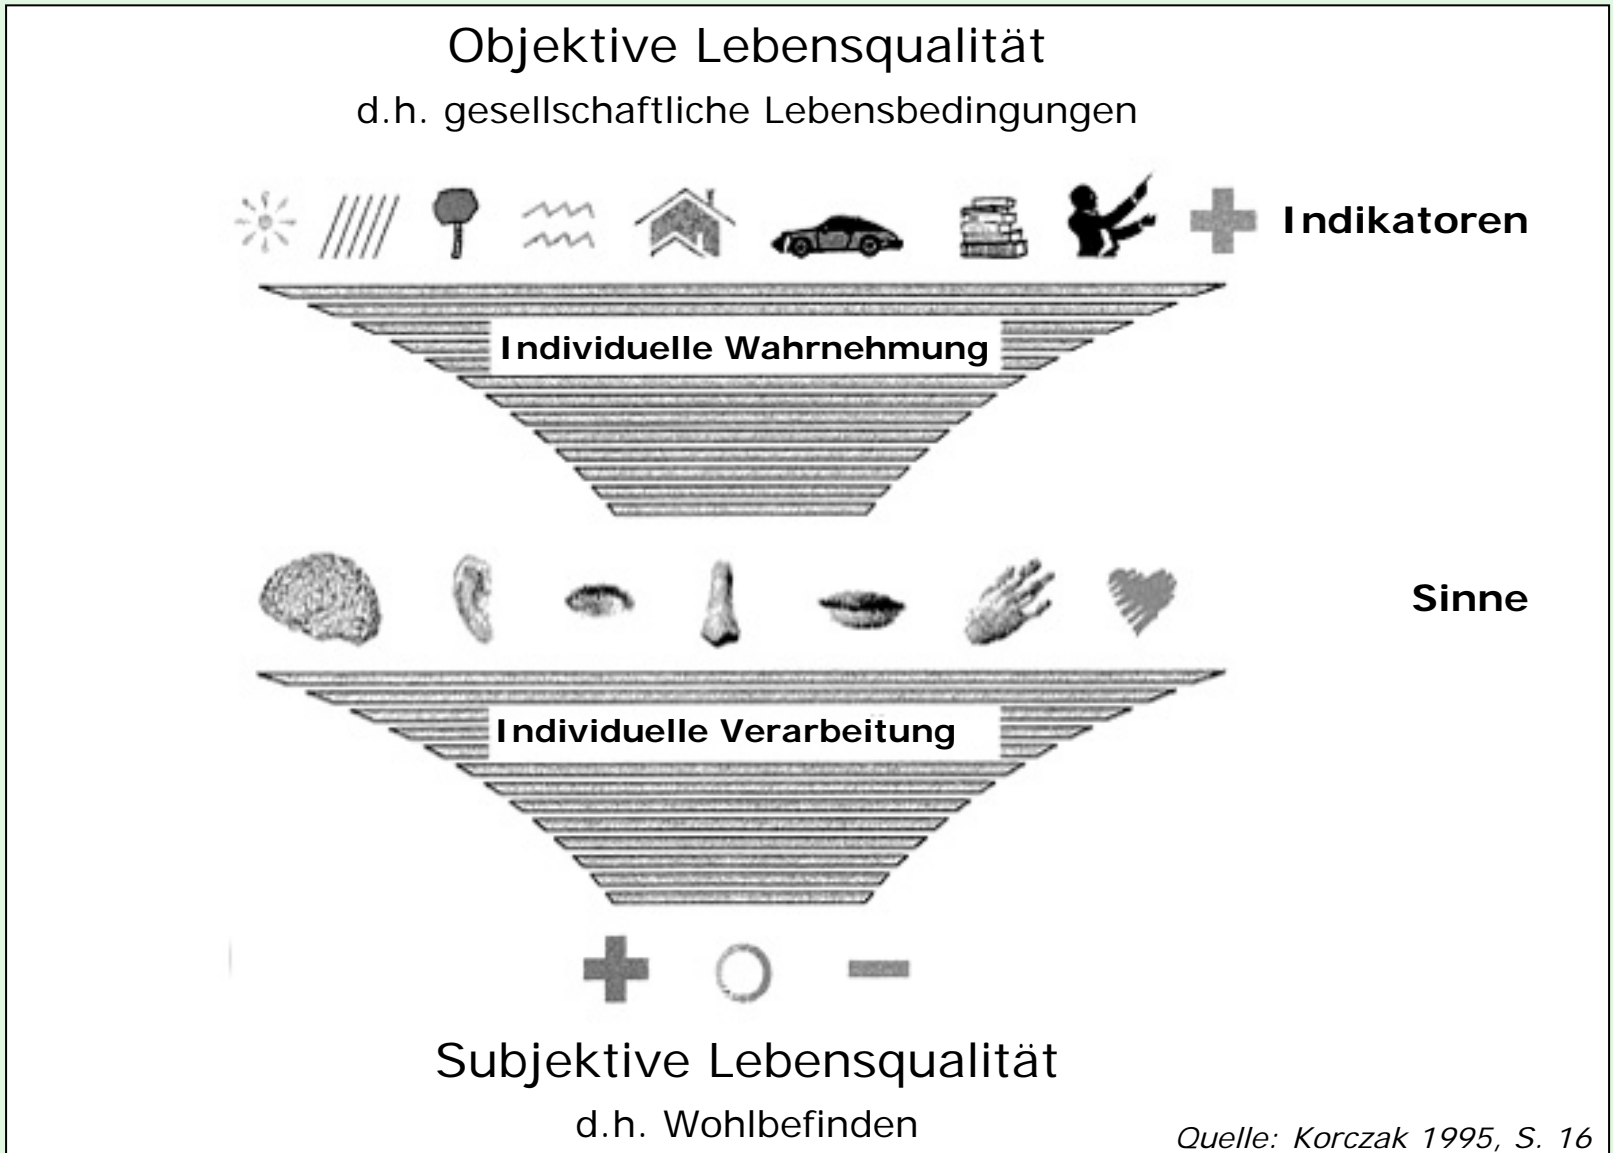 Objektive Lebensqualität
d.h. gesellschaftliche Lebensbedingungen
Indikatoren
Individuelle Wahrnehmung
Sinne
Individuelle Verarbeitung
Subjektive Lebensqualität
d.h. Wohlbefinden
Quelle: Korczak 1995, S. 16